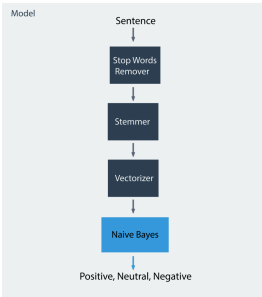 Model
Sentence
Stop Words
Remover
Stemmer
Vectorizer
Naive Bayes
Positive, Neutral, Negative